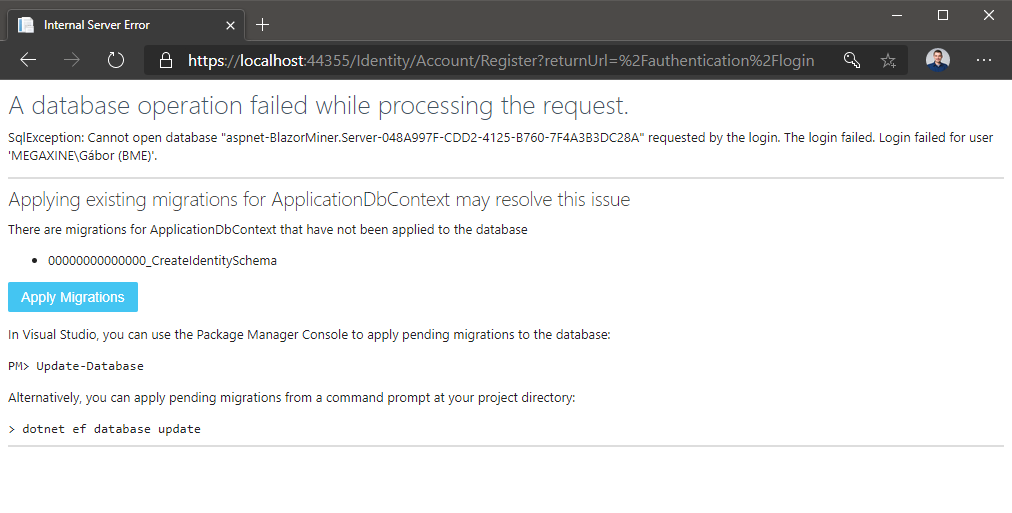 Internal Server Error
https://localhost:44355/Identity/Account/Register?returnUrl=%2Fauthentication%2Flogin
A database operation failed while processing the request.
SqlException: Cannot open database "aspnet-BlazorMiner.Server-048A997F-CDD2-4125-B760-7F4A3B3DC28A" requested by the login. The login failed. Login failed for user
'MEGAXINE\Gábor (BME)'.
Applying existing migrations for ApplicationDbContext may resolve this issue
There are migrations for ApplicationDbContext that have not been applied to the database
• 00000000000000_CreateIdentitySchema
Apply Migrations
In Visual Studio, you can use the Package Manager Console to apply pending migrations to the database:
PM> Update-Database
Alternatively, you can apply pending migrations from a command prompt at your project directory:
> dotnet ef database update